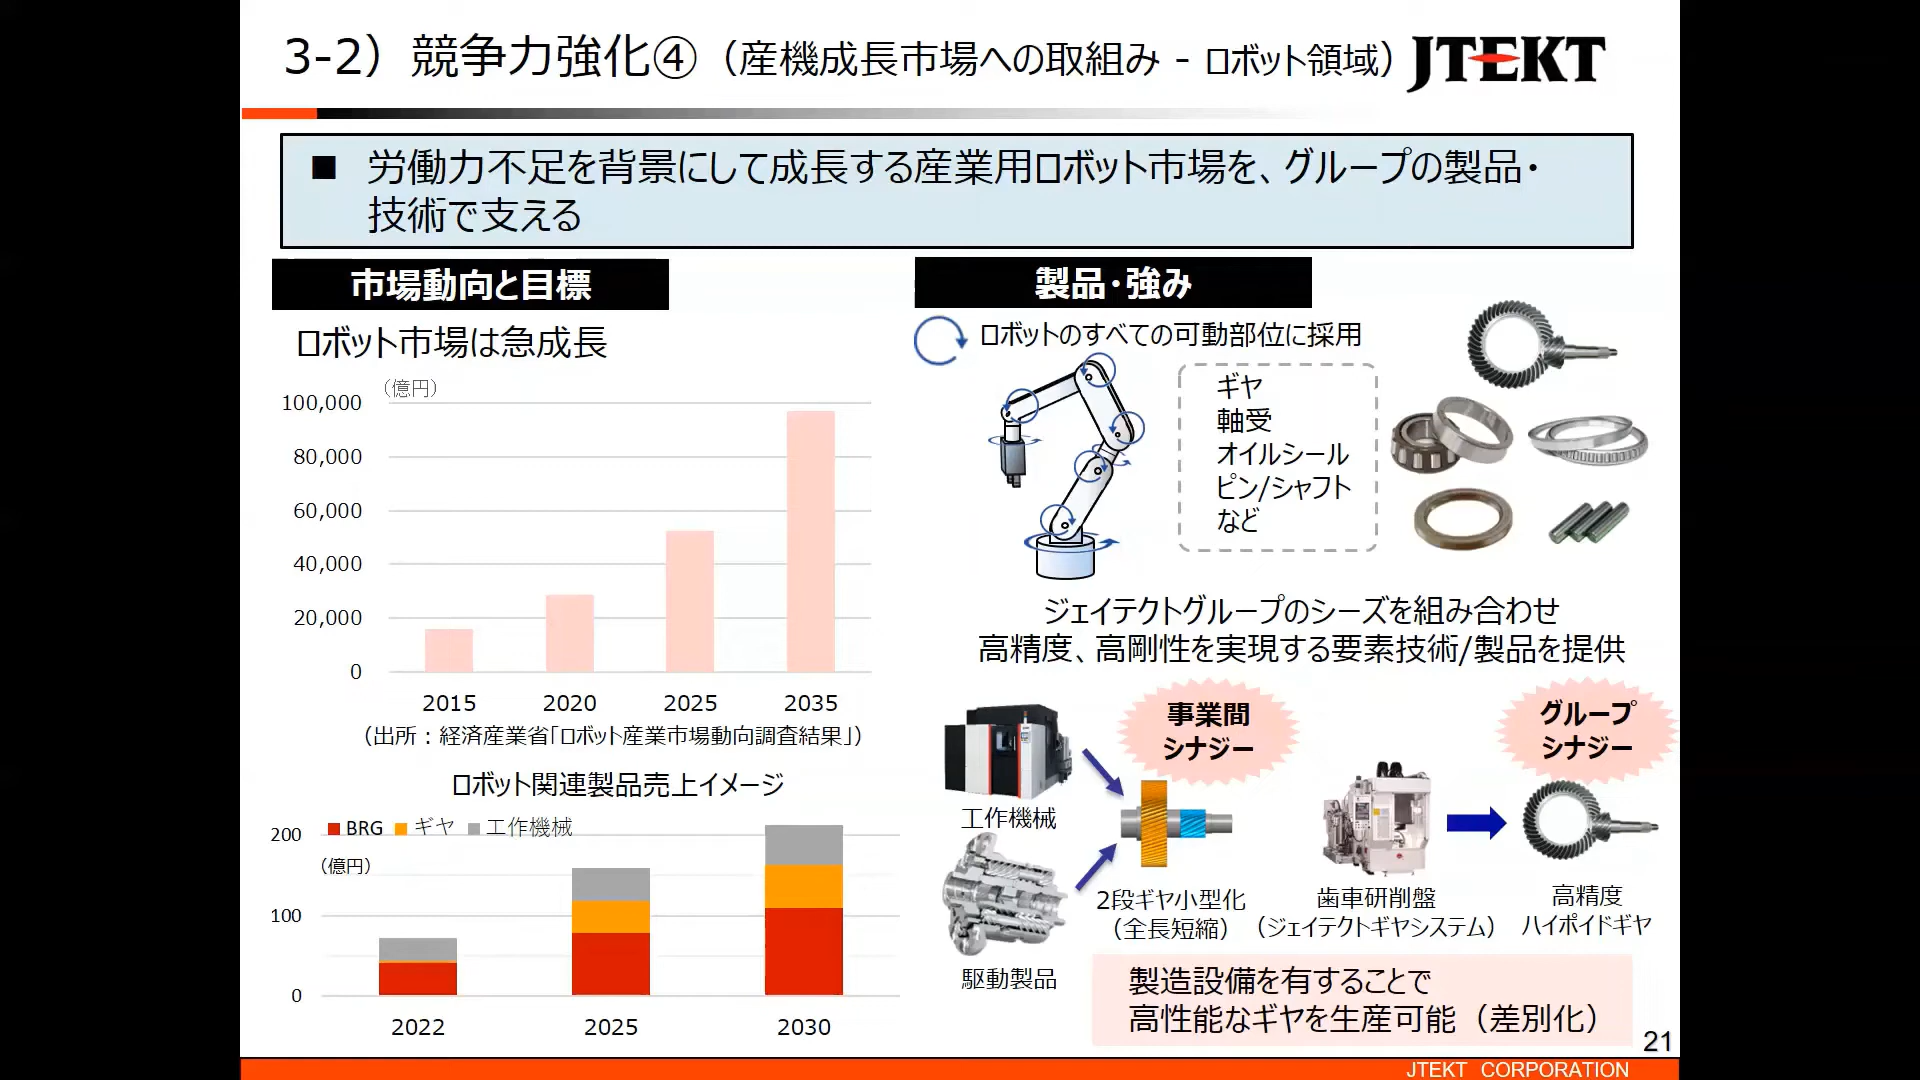 3-2）競争力強化④（産機成長市場への取組み - ロボット領域）
JTEKT
■ 労働力不足を背景にして成長する産業用ロボット市場を、グループの製品・
技術で支える
市場動向と目標
ロボット市場は急成長
（億円）
100,000
80,000
60,000
40,000
20,000
0
2015 2020 2025 2035
（出所：経済産業省「ロボット産業市場動向調査結果」）
ロボット関連製品売上イメージ
BRG ギヤ 工作機械
（億円）
200
100
0
2022 2025 2030
製品・強み
ロボットのすべての可動部位に採用
ギヤ
軸受
オイルシール
ピン/シャフト
など
ジェイテクトグループのシーズを組み合わせ
高精度、高剛性を実現する要素技術/製品を提供
事業間
シナジー
グループ
シナジー
工作機械
駆動製品
2段ギヤ小型化
（全長短縮）
歯車研削盤
（ジェイテクトギヤシステム）
高精度
ハイポイドギヤ
製造設備を有することで
高性能なギヤを生産可能（差別化）
21
JTEKT CORPORATION